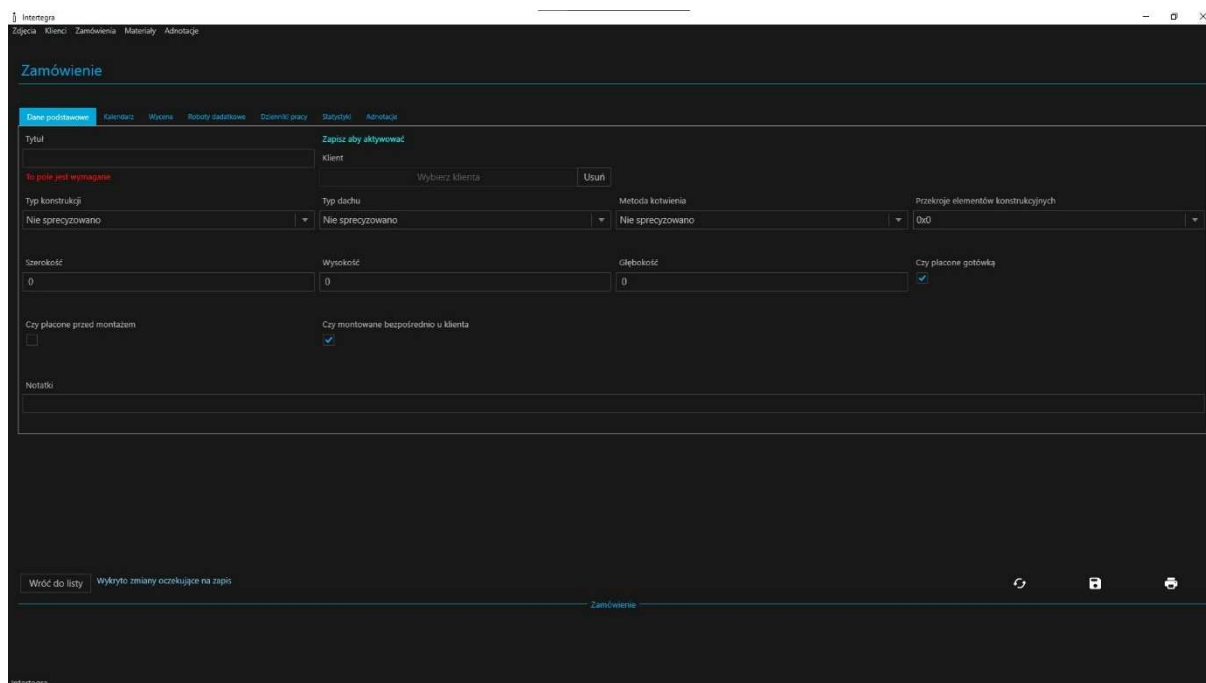 Intertegra
Zdjęcia Klienci Zamówienia Materiały Adnotacje
Zamówienie
Dane podstawowe Kalendarz Wycena Roboty dadatkowe Dzienniki pracy Statystyki Adnotacje
Tytuł Zapisz aby aktywować
Klient
To pole jest wymagane Wybierz klienta Usuń
Typ konstrukcji Typ dachu Metoda kotwienia Przekroje elementów konstrukcyjnych
Nie sprecyzowano Nie sprecyzowano Nie sprecyzowano 0x0
Szerokość Wysokość Głębokość Czy płacone gotówką
0 0 0
Czy płacone przed montażem Czy montowane bezpośrednio u klienta
Notatki
Wróć do listy Wykryto zmiany oczekujące na zapis
Zamówienie
Intertegra